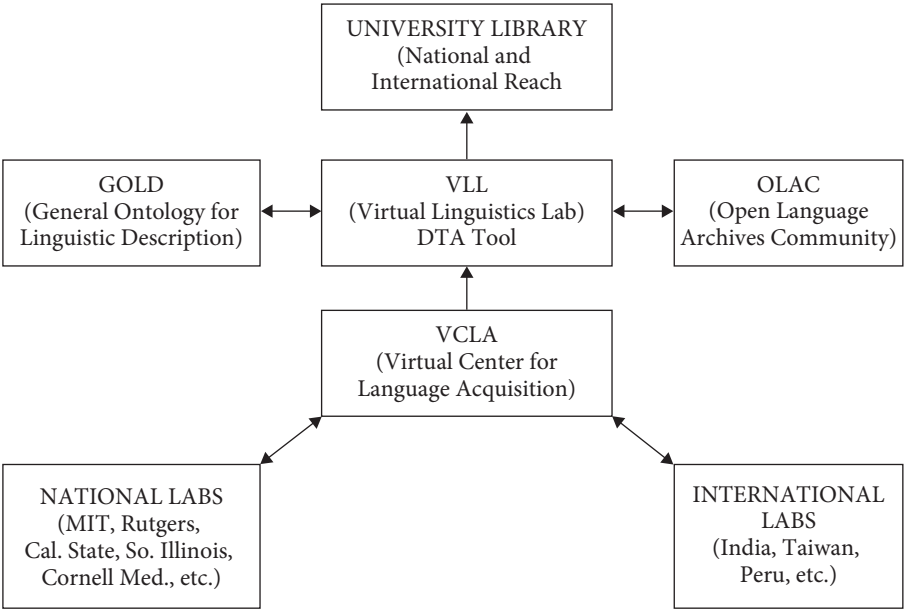 UNIVERSITY LIBRARY
(National and
International Reach
GOLD
(General Ontology for
Linguistic Description)
VLL
(Virtual Linguistics Lab)
DTA Tool
OLAC
(Open Language
Archives Community)
VCLA
(Virtual Center for
Language Acquisition)
NATIONAL LABS
(MIT, Rutgers,
Cal. State, So. Illinois,
Cornell Med., etc.)
INTERNATIONAL
LABS
(India, Taiwan,
Peru, etc.)